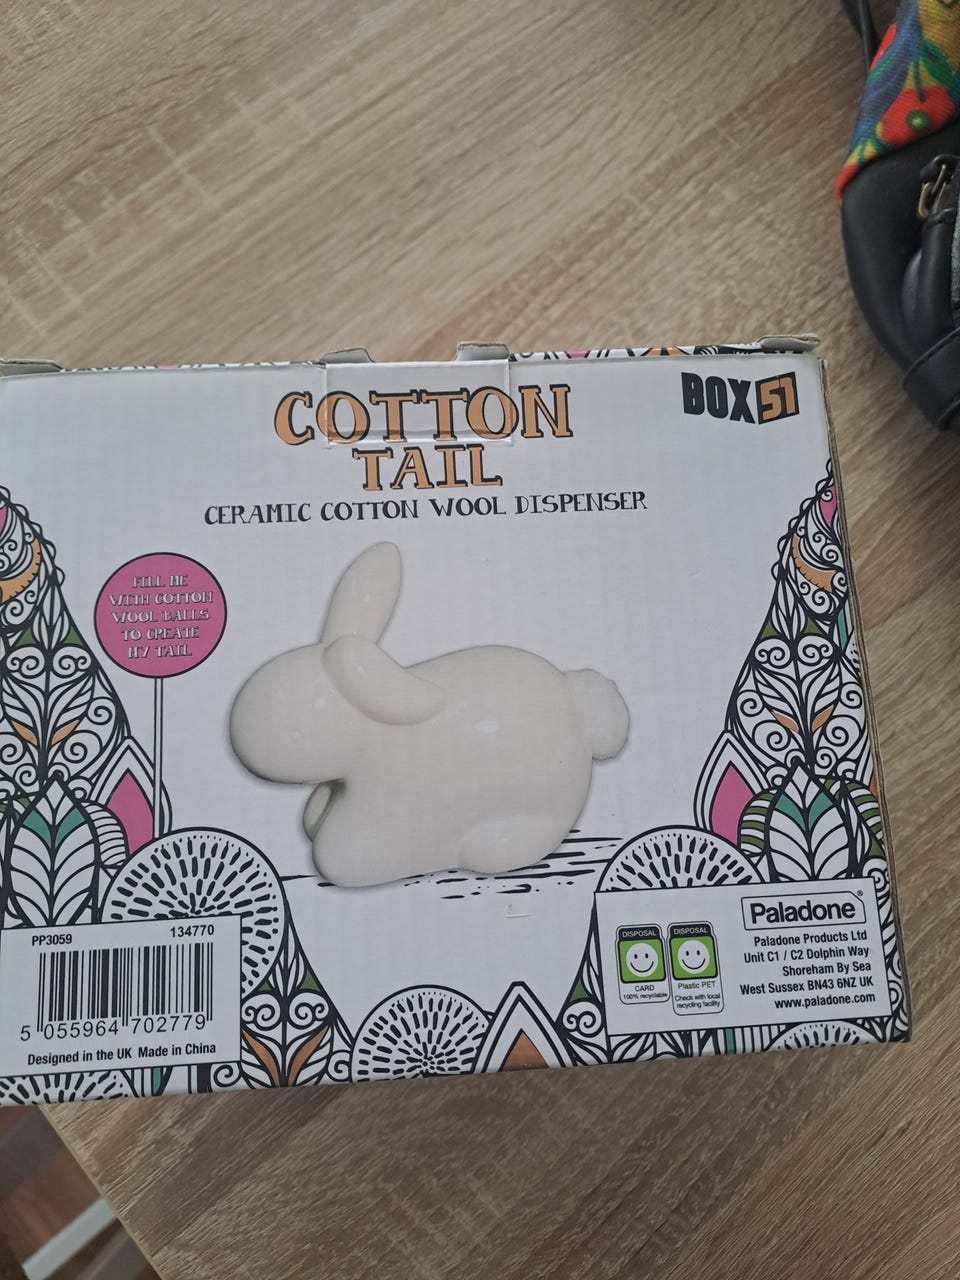 COTTON
TAIL
CERAMIC COTTON WOOL DISPENSER
BOX 51
FILL ME
WITH COTTON
WOOL BALLS
TO CREATE
MY TAIL
PP3059 134770
5 055964 702779
Designed in the UK Made in China
DISPOSAL
CARD
100% recyclable
DISPOSAL
Plastic PET
Check with local
recycling facility
Paladone®
Paladone Products Ltd
Unit C1 / C2 Dolphin Way
Shoreham By Sea
West Sussex BN43 6NZ UK
www.paladone.com